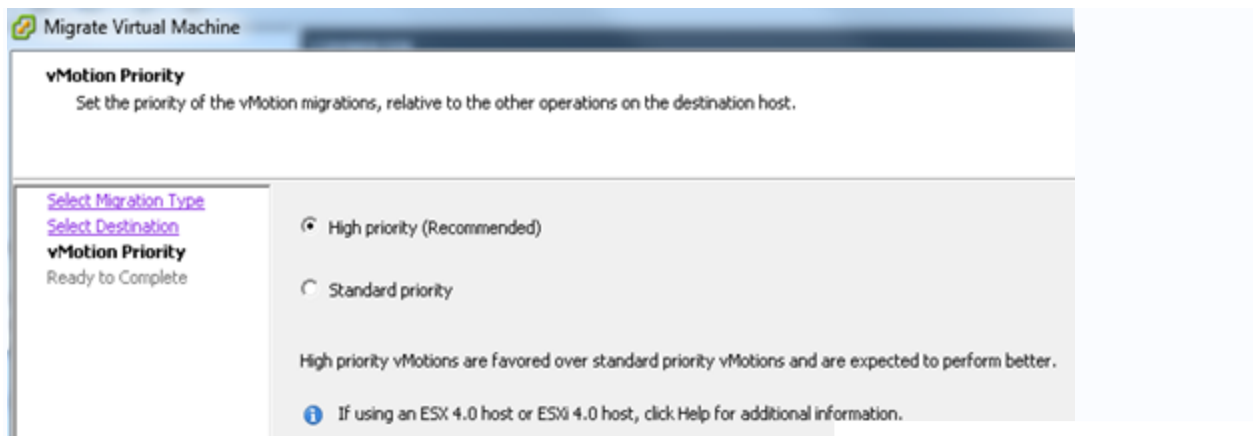 Migrate Virtual Machine
vMotion Priority
Set the priority of the vMotion migrations, relative to the other operations on the destination host.
Select Migration Type
Select Destination
vMotion Priority
Ready to Complete
High priority (Recommended)
Standard priority
High priority vMotions are favored over standard priority vMotions and are expected to perform better.
If using an ESX 4.0 host or ESXi 4.0 host, click Help for additional information.